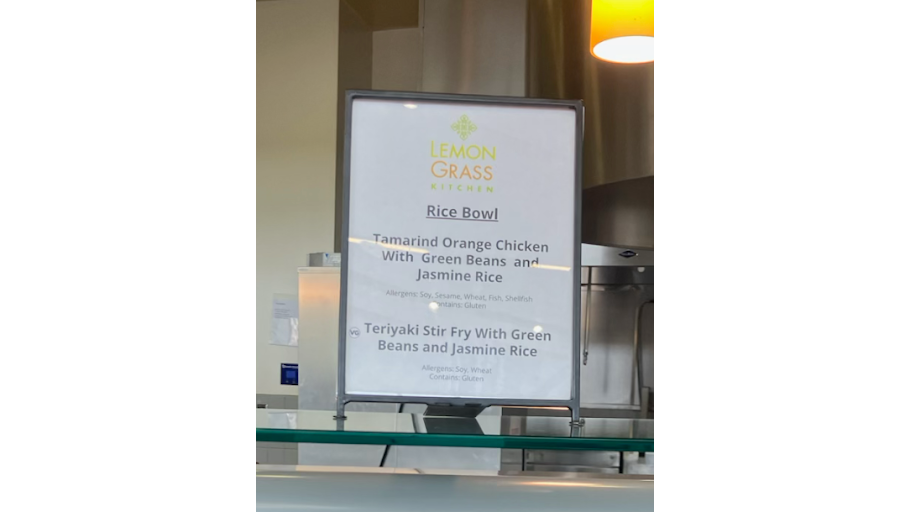 LEMON
GRASS
KITCHEN
Rice Bowl
Tamarind Orange Chicken
With Green Beans and
Jasmine Rice
Allergens: Soy, Sesame, Wheat, Fish, Shellfish
Contains: Gluten
VG Teriyaki Stir Fry With Green
Beans and Jasmine Rice
Allergens: Soy, Wheat
Contains: Gluten